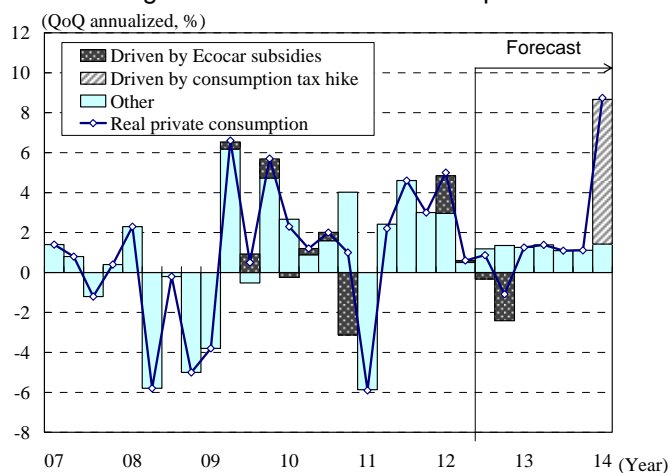 (QoQ annualized, %)
Forecast
Driven by Ecocar subsidies
Driven by consumption tax hike
Other
Real private consumption
12
10
8
6
4
2
0
-2
-4
-6
-8
07 08 09 10 11 12 13 14 (Year)